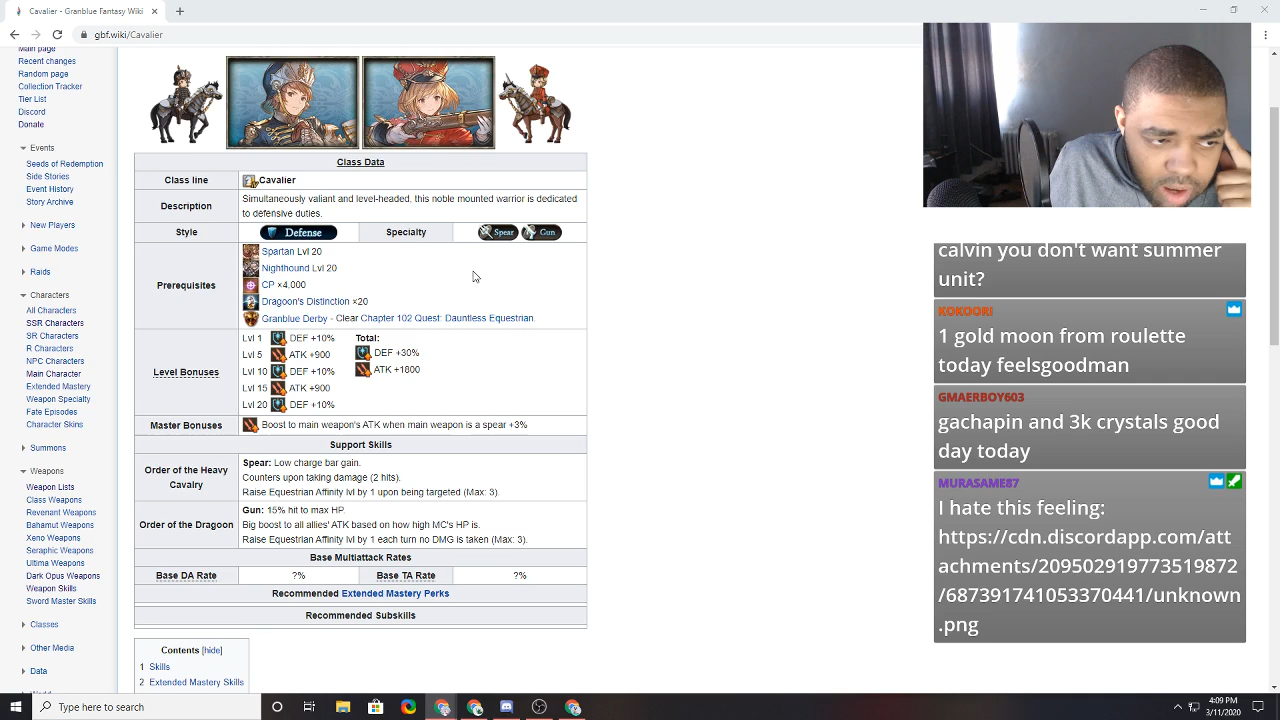 Cavalier - Granblue Fantasy Wiki
gbf.wiki/Cavalier
Main page
Recent changes
Random page
Collection Tracker
Tier List
Discord
Donate
Events
Seeds of Redemption
Side Stories
Event History
Story Archive
New Players
Game Modes
Raids
Characters
All Characters
SSR Characters
SR Characters
R Characters
NPC Characters
Main Character
Extended Mastery
Weapon Specialty
Fate Episodes
Character Skins
Summons
Weapons
Weapon Lists
Class Weapons
Revenant Weapons
Bahamut Weapons
Xeno Weapons
Seraphic Weapons
Ultima Weapons
Dark Opus Weapons
Weapon Skills
Sword Master Skills
Classes
Other Media
Data
Class Data
Class line Cavalier
Description Simultaneously valiant and level-headed, this noble mounted warrior is dedicated
to defensive duties.
Style Defense Specialty Spear Gun
Prerequisites
Spartan Lvl 20
Nighthound Lvl 20
CP ×4,000
Dragoon's Distinction ×20
Granblue Derby - Clear Chapter 102 Quest: Dauntless Equestrian.
Level Bonuses
Lvl 1 DEF +10% Total:
Lvl 5 ATK +900 DEF +30%
Lvl 10 DEF +10% ATK +1800
Lvl 15 ATK +900
Lvl 20 DEF +10%
Master Bonuses Boost to main weapon's ATK when main weapon is a spear +3%
Support Skills
Order of the Heavy
Cavalry
Spear: Low charge bar gain.
Counters upon taking damage (2 hits).
Raise Equestrian Affinity lvl by 1 upon being targeted (Max: 3).
Order of the Dragoon
Gun: 15% hit to max HP.
Big boost to all allies' ATK based on how high MC's HP is.
Raise Equestrian Affinity lvl by 1 each turn no DMG is taken (Max: 3).
Base Multiattack Rates
Base DA Rate ?% Base TA Rate ?%
Recommended Extended Mastery Perks
Recommended Subskills
Contents [hide]
1 Skills
2 Extended Mastery Skills
calvin you don't want summer
unit?
KOKOORI
1 gold moon from roulette
today feelsgoodman
GMAERBOY603
gachapin and 3k crystals good
day today
MURASAME87
I hate this feeling:
https://cdn.discordapp.com/att
achments/209502919773519872
/687391741053370441/unknown
.png
Type here to search
4:09 PM
3/11/2020